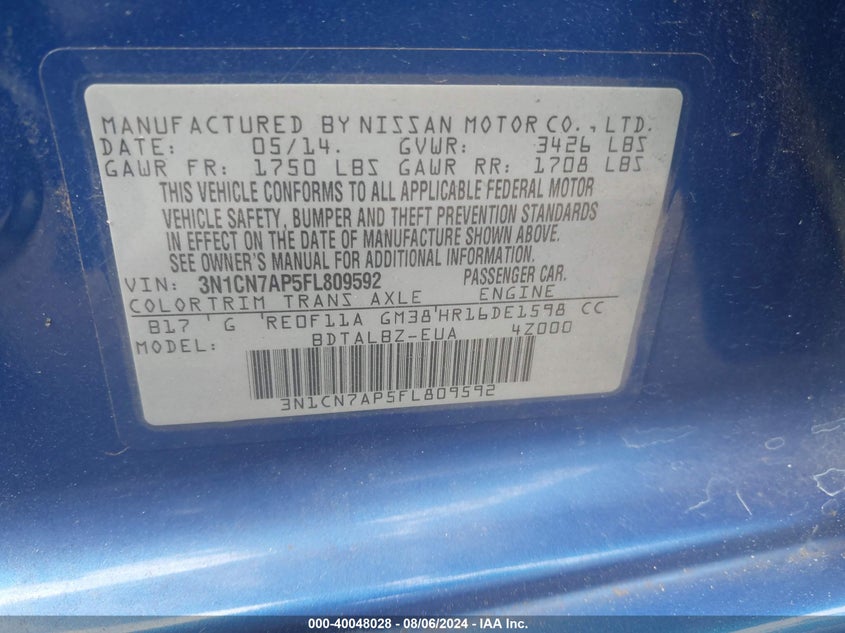 MANUFACTURED BY NISSAN MOTOR CO., LTD.
DATE: 05/14. GVWR: 3426 LBS
GAWR FR: 1750 LBS GAWR RR: 1708 LBS
THIS VEHICLE CONFORMS TO ALL APPLICABLE FEDERAL MOTOR
VEHICLE SAFETY, BUMPER AND THEFT PREVENTION STANDARDS
IN EFFECT ON THE DATE OF MANUFACTURE SHOWN ABOVE.
SEE OWNER'S MANUAL FOR ADDITIONAL INFORMATION.
VIN: 3N1CN7AP5FL809592 PASSENGER CAR.
COLORTRIM TRANS AXLE ENGINE
B17 ' G 'RE0F11A GM38'HR16DE1598 CC
MODEL: BDTALBZ-EUA 4Z000
3N1CN7AP5FL809592
000-40048028 - 08/06/2024 - IAA Inc.